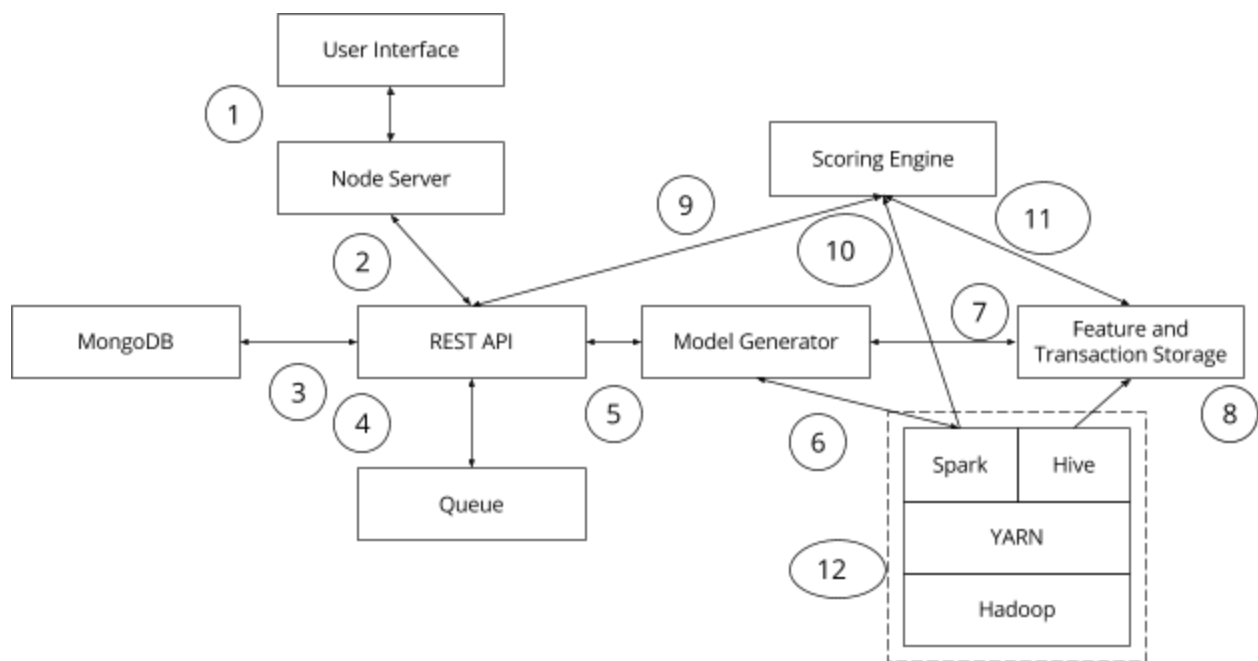 User Interface
1
Node Server
Scoring Engine
9
11
10
2
7
MongoDB
REST API
Model Generator
Feature and
Transaction Storage
3
4
5
6
8
Spark
Hive
Queue
YARN
12
Hadoop